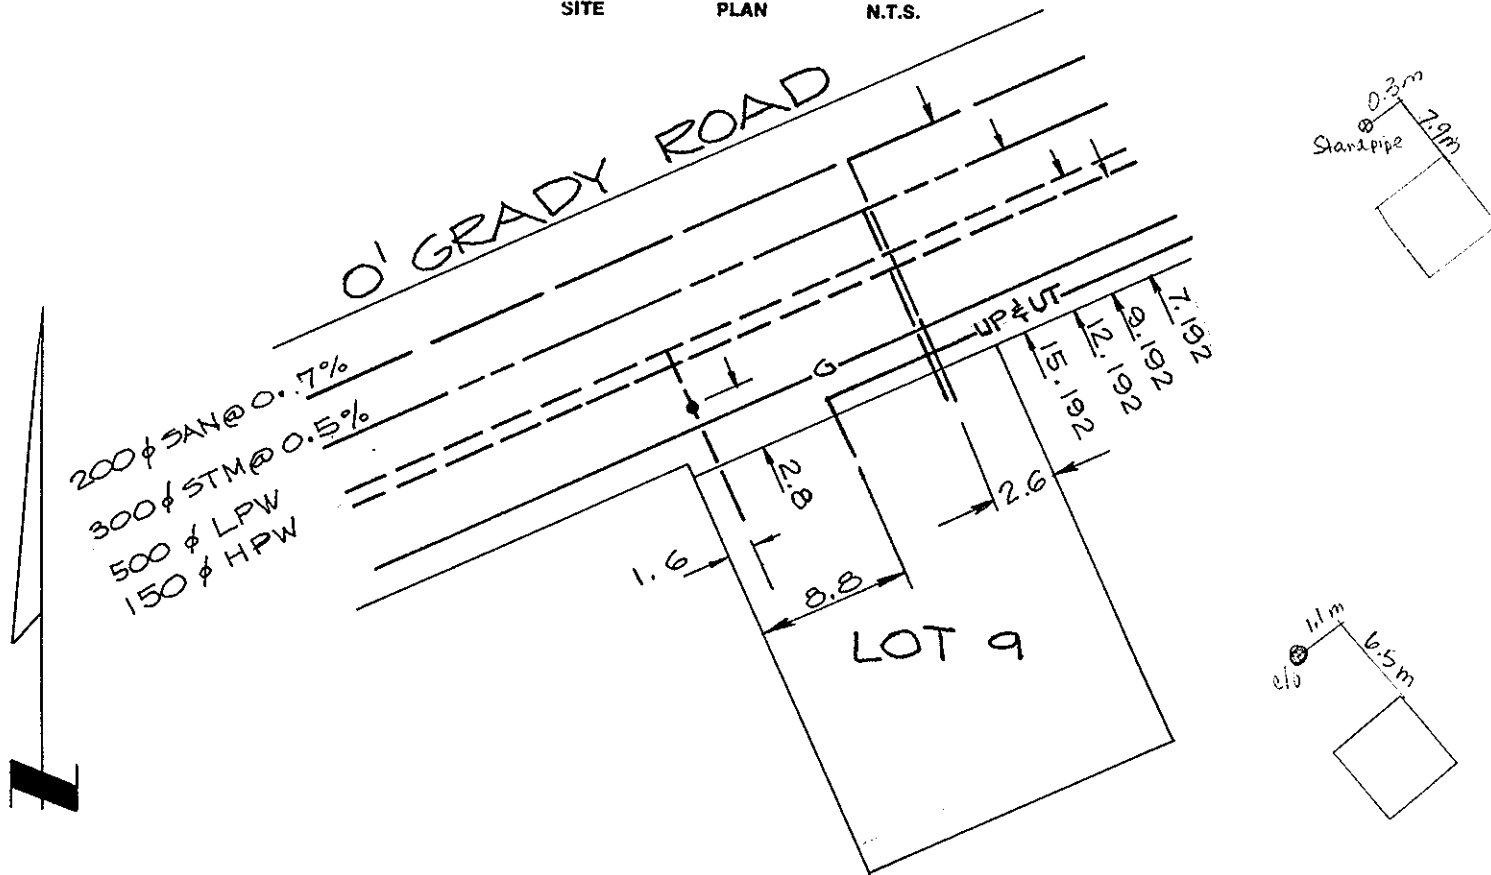 SITE PLAN N.T.S.
O' GRADY ROAD
200 ϕ SAN @ 0.7%
300 ϕ STM @ 0.5%
500 ϕ LPW
150 ϕ HPW
G
UP & UT
7.192
9.192
12.192
15.192
2.8
2.6
1.6
8.8
LOT 9
0.3m
7.9m
Standpipe
1.1m
6.5m
c/o